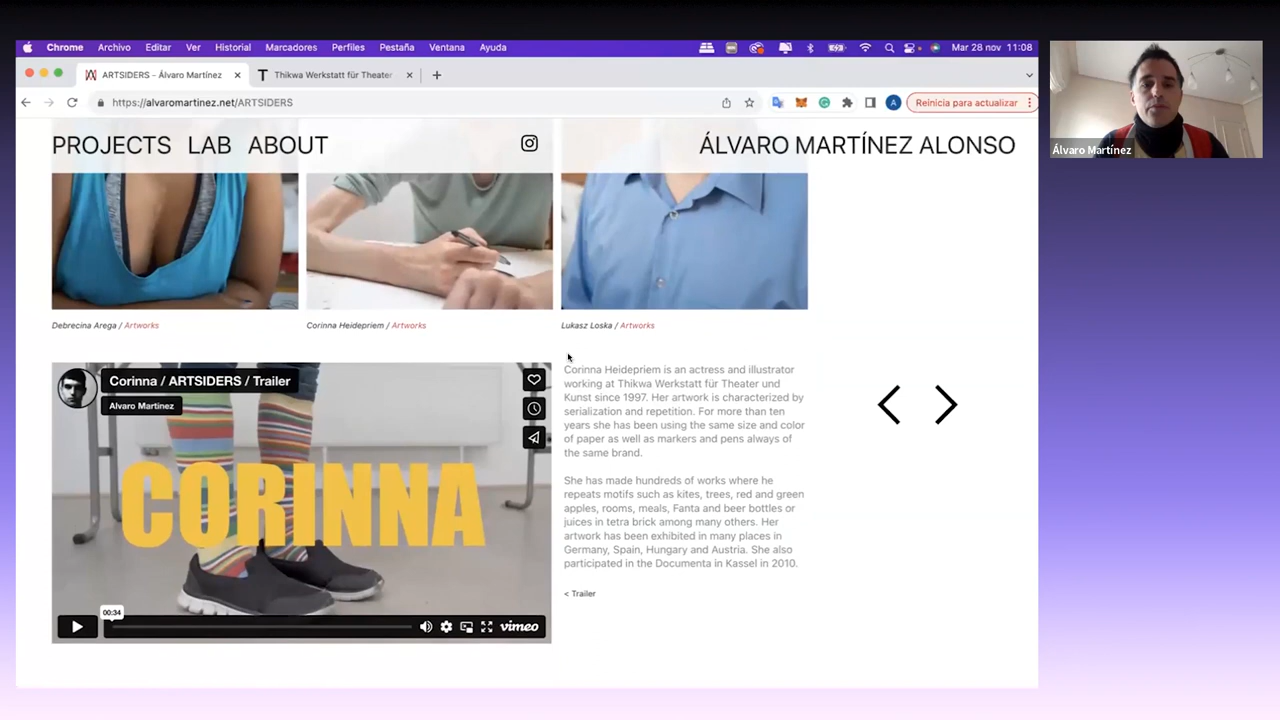 Chrome Archivo Editar Ver Historial Marcadores Perfiles Pestaña Ventana Ayuda Mar 28 nov 11:08
ARTSIDERS - Álvaro Martínez Thikwa Werkstatt für Theater
https://alvaromartinez.net/ARTSIDERS A Reinicia para actualizar
PROJECTS LAB ABOUT ÁLVARO MARTÍNEZ ALONSO
Álvaro Martínez
Debrecina Arega / Artworks
Corinna Heidepriem / Artworks
Lukasz Loska / Artworks
Corinna / ARTSIDERS / Trailer
Alvaro Martínez
CORINNA
00:34
vimeo
Corinna Heidepriem is an actress and illustrator
working at Thikwa Werkstatt für Theater und
Kunst since 1997. Her artwork is characterized by
serialization and repetition. For more than ten
years she has been using the same size and color
of paper as well as markers and pens always of
the same brand.
She has made hundreds of works where he
repeats motifs such as kites, trees, red and green
apples, rooms, meals, Fanta and beer bottles or
juices in tetra brick among many others. Her
artwork has been exhibited in many places in
Germany, Spain, Hungary and Austria. She also
participated in the Documenta in Kassel in 2010.
< Trailer